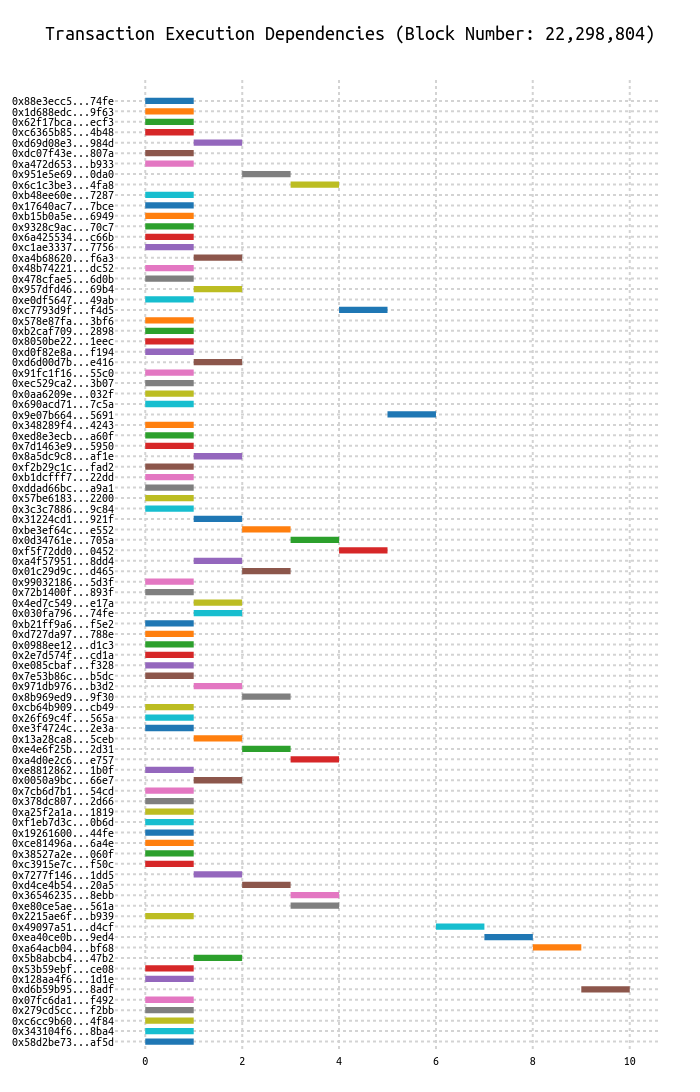 Transaction Execution Dependencies (Block Number: 22,298,804)
0x88e3ecc5...74fe
0x1d688edc...9f63
0x62f17bca...ecf3
0xc6365b85...4b48
0xd69d08e3...984d
0xdc07f43e...807a
0xa472d653...b933
0x951e5e69...0da0
0x6c1c3be3...4fa8
0xb48ee60e...7287
0x17640ac7...7bce
0xb15b0a5e...6949
0x9328c9ac...70c7
0x6a425534...c66b
0xc1ae3337...7756
0xa4b68620...f6a3
0x48b74221...dc52
0x478cfae5...6d0b
0x957dfd46...69b4
0xe0df5647...49ab
0xc7793d9f...f4d5
0x578e87fa...3bf6
0xb2caf709...2898
0x8050be22...1eec
0xd0f82e8a...f194
0xd6d00d7b...e416
0x91fc1f16...55c0
0xec529ca2...3b07
0x0aa6209e...032f
0x690acd71...7c5a
0x9e07b664...5691
0x348289f4...4243
0xed8e3ecb...a60f
0x7d1463e9...5950
0x8a5dc9c8...af1e
0xf2b29c1c...fad2
0xb1dcfff7...22dd
0xddad66bc...a9a1
0x57be6183...2200
0x3c3c7886...9c84
0x31224cd1...921f
0xbe3ef64c...e552
0x0d34761e...705a
0xf5f72dd0...0452
0xa4f57951...8dd4
0x01c29d9c...d465
0x99032186...5d3f
0x72b1400f...893f
0x4ed7c549...e17a
0x030fa796...74fe
0xb21ff9a6...f5e2
0xd727da97...788e
0x0988ee12...d1c3
0x2e7d574f...cd1a
0xe085cbaf...f328
0x7e53b86c...b5dc
0x971db976...b3d2
0x8b969ed9...9f30
0xcb64b909...cb49
0x26f69c4f...565a
0xe3f4724c...2e3a
0x13a28ca8...5ceb
0xe4e6f25b...2d31
0xa4d0e2c6...e757
0xe8812862...1b0f
0x0050a9bc...66e7
0x7cb6d7b1...54cd
0x378dc807...2d66
0xa25f2a1a...1819
0xf1eb7d3c...0b6d
0x19261600...44fe
0xce81496a...6a4e
0x38527a2e...060f
0xc3915e7c...f50c
0x7277f146...1dd5
0xd4ce4b54...20a5
0x36546235...8ebb
0xe80ce5ae...561a
0x2215ae6f...b939
0x49097a51...d4cf
0xea40ce0b...9ed4
0xa64acb04...bf68
0x5b8abcb4...47b2
0x53b59ebf...ce08
0x128aa4f6...1d1e
0xd6b59b95...8adf
0x07fc6da1...f492
0x279cd5cc...f2bb
0xc6cc9b60...4f84
0x343104f6...8ba4
0x58d2be73...af5d
0 2 4 6 8 10